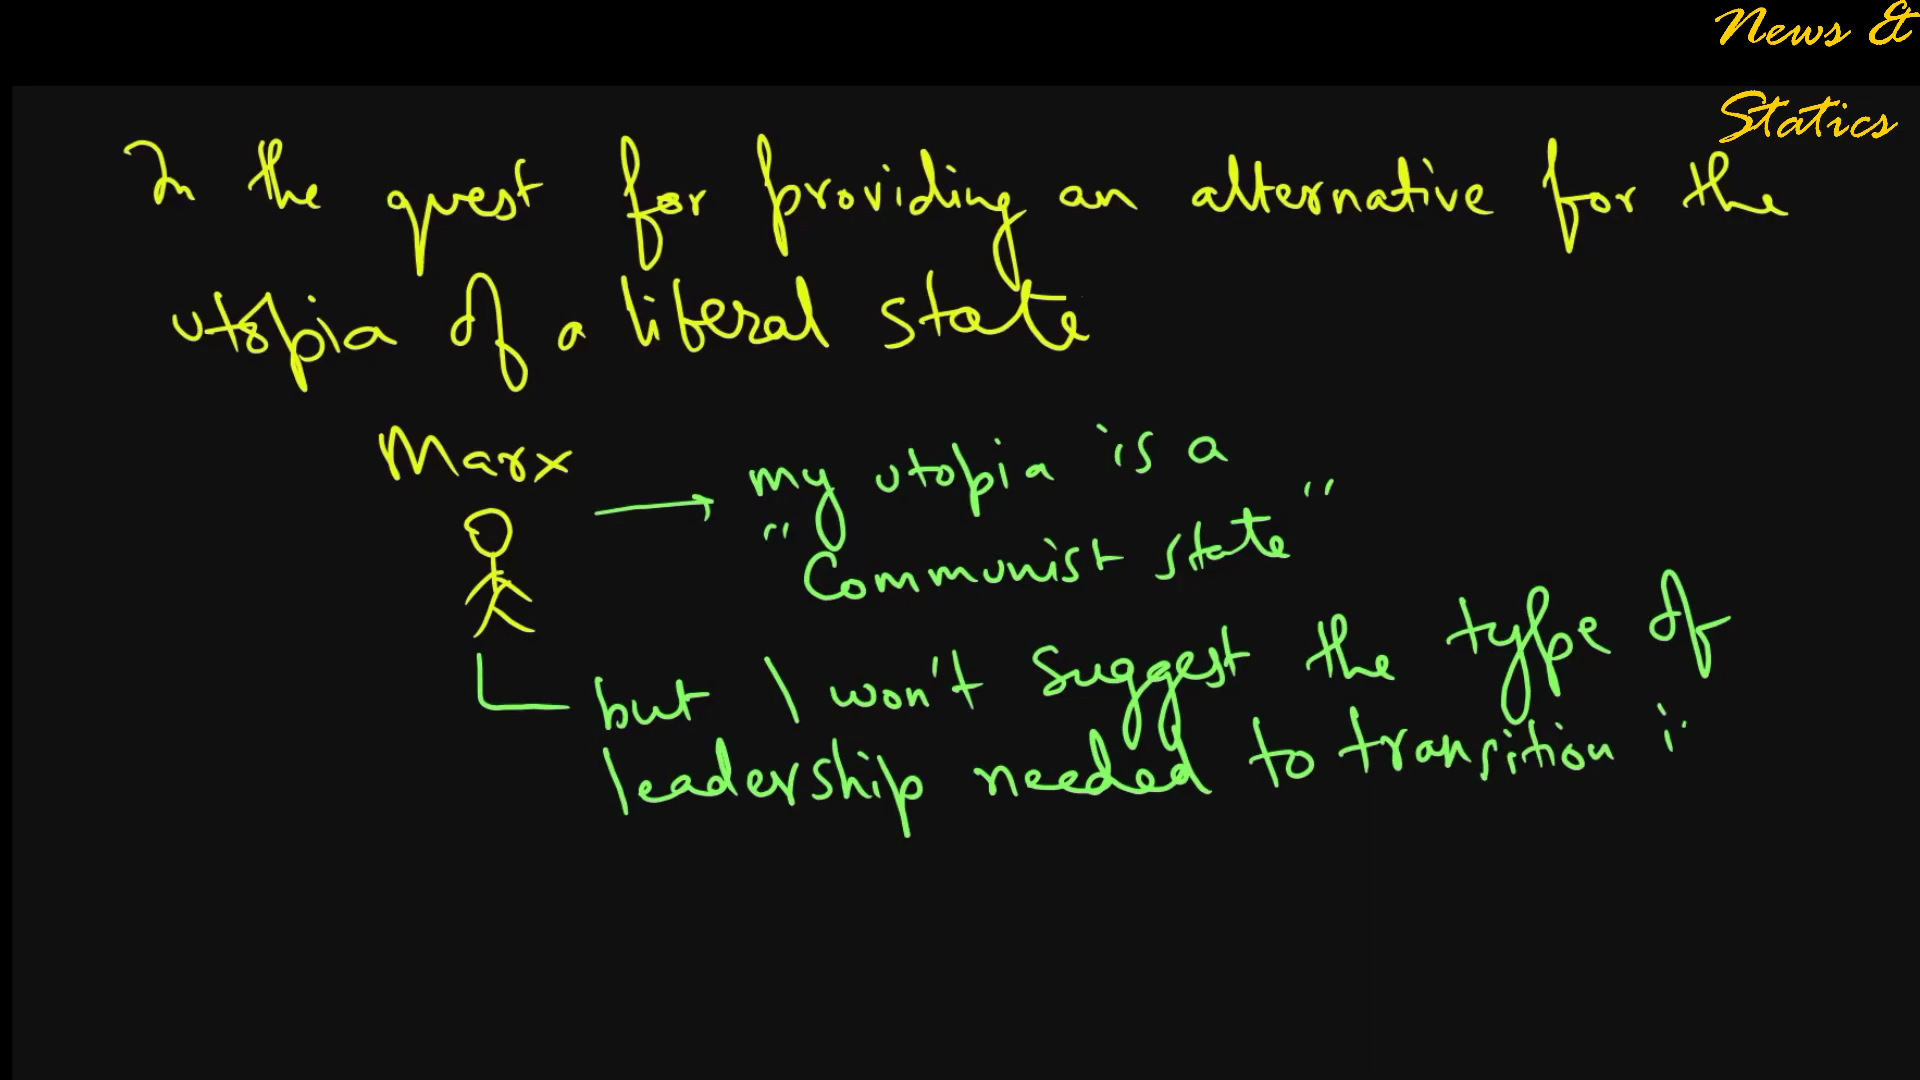 News &
Statics
In the quest for providing an alternative for the
utopia of a liberal state
Marx
my utopia is a
"Communist state"
but I won't suggest the type of
leadership needed to transition i